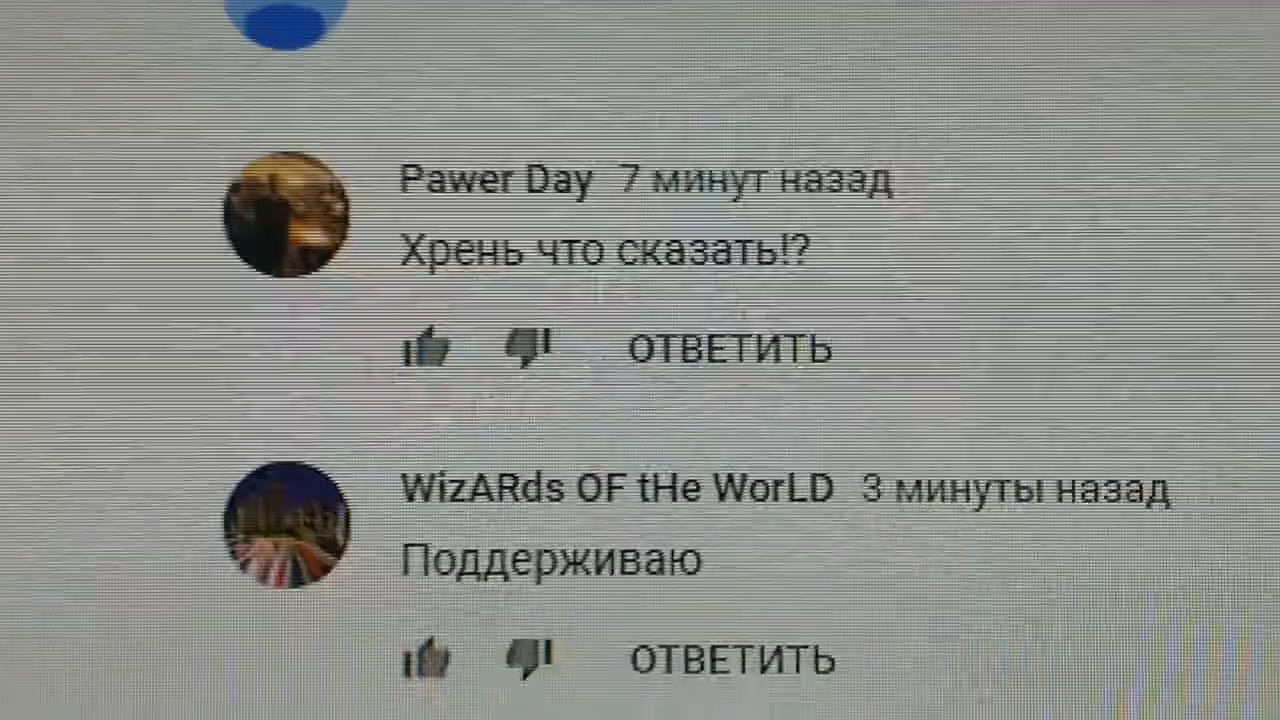 Pawer Day 7 минут назад
Хрень что сказать!?
ОТВЕТИТЬ
WizARds OF tHe WorLD 3 минуты назад
Поддерживаю
ОТВЕТИТЬ